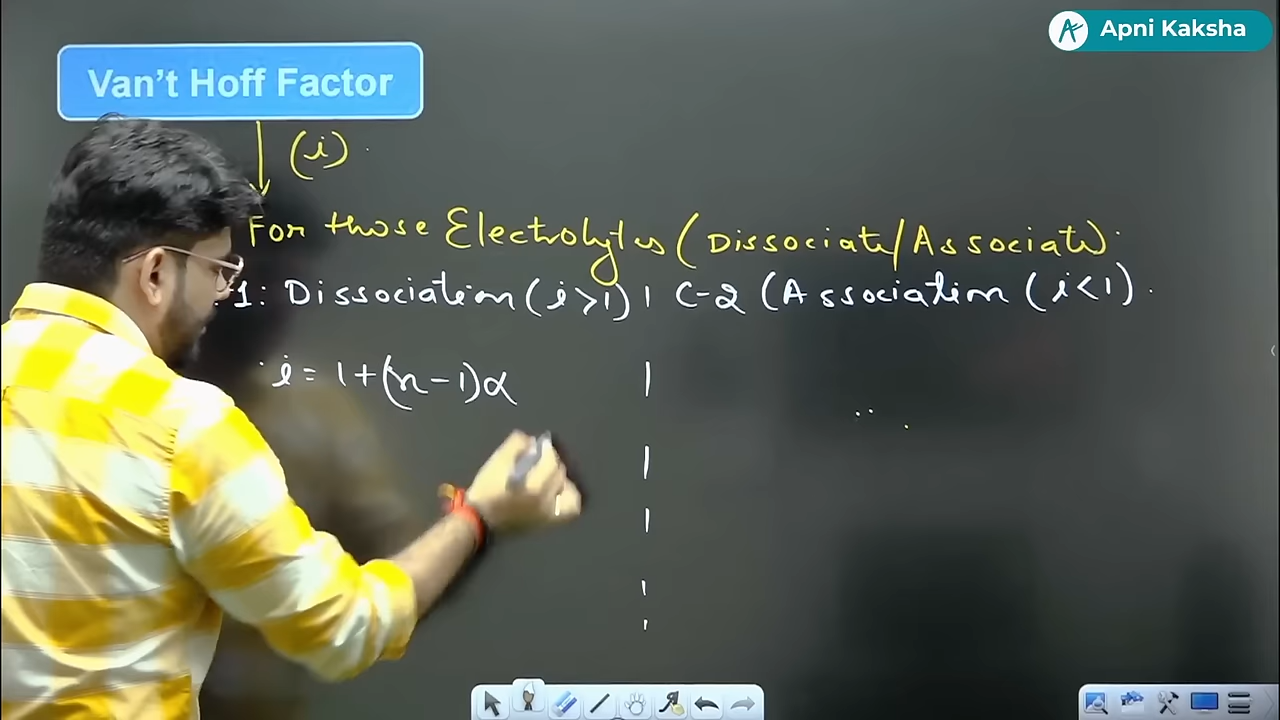 Apni Kaksha
Van't Hoff Factor
(i)
For those Electrolytes (Dissociate/Associate)
1: Dissociation (i>1) | C-2 (Association (i<1).
i = 1+(n-1)α